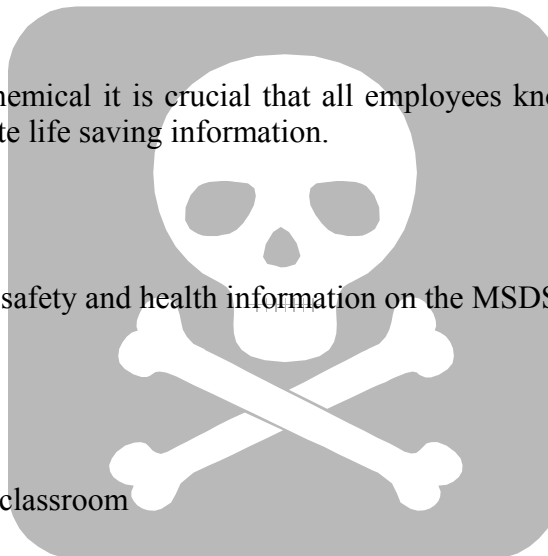 hemical it is crucial that all employees kno
te life saving information.
safety and health information on the MSDS
classroom